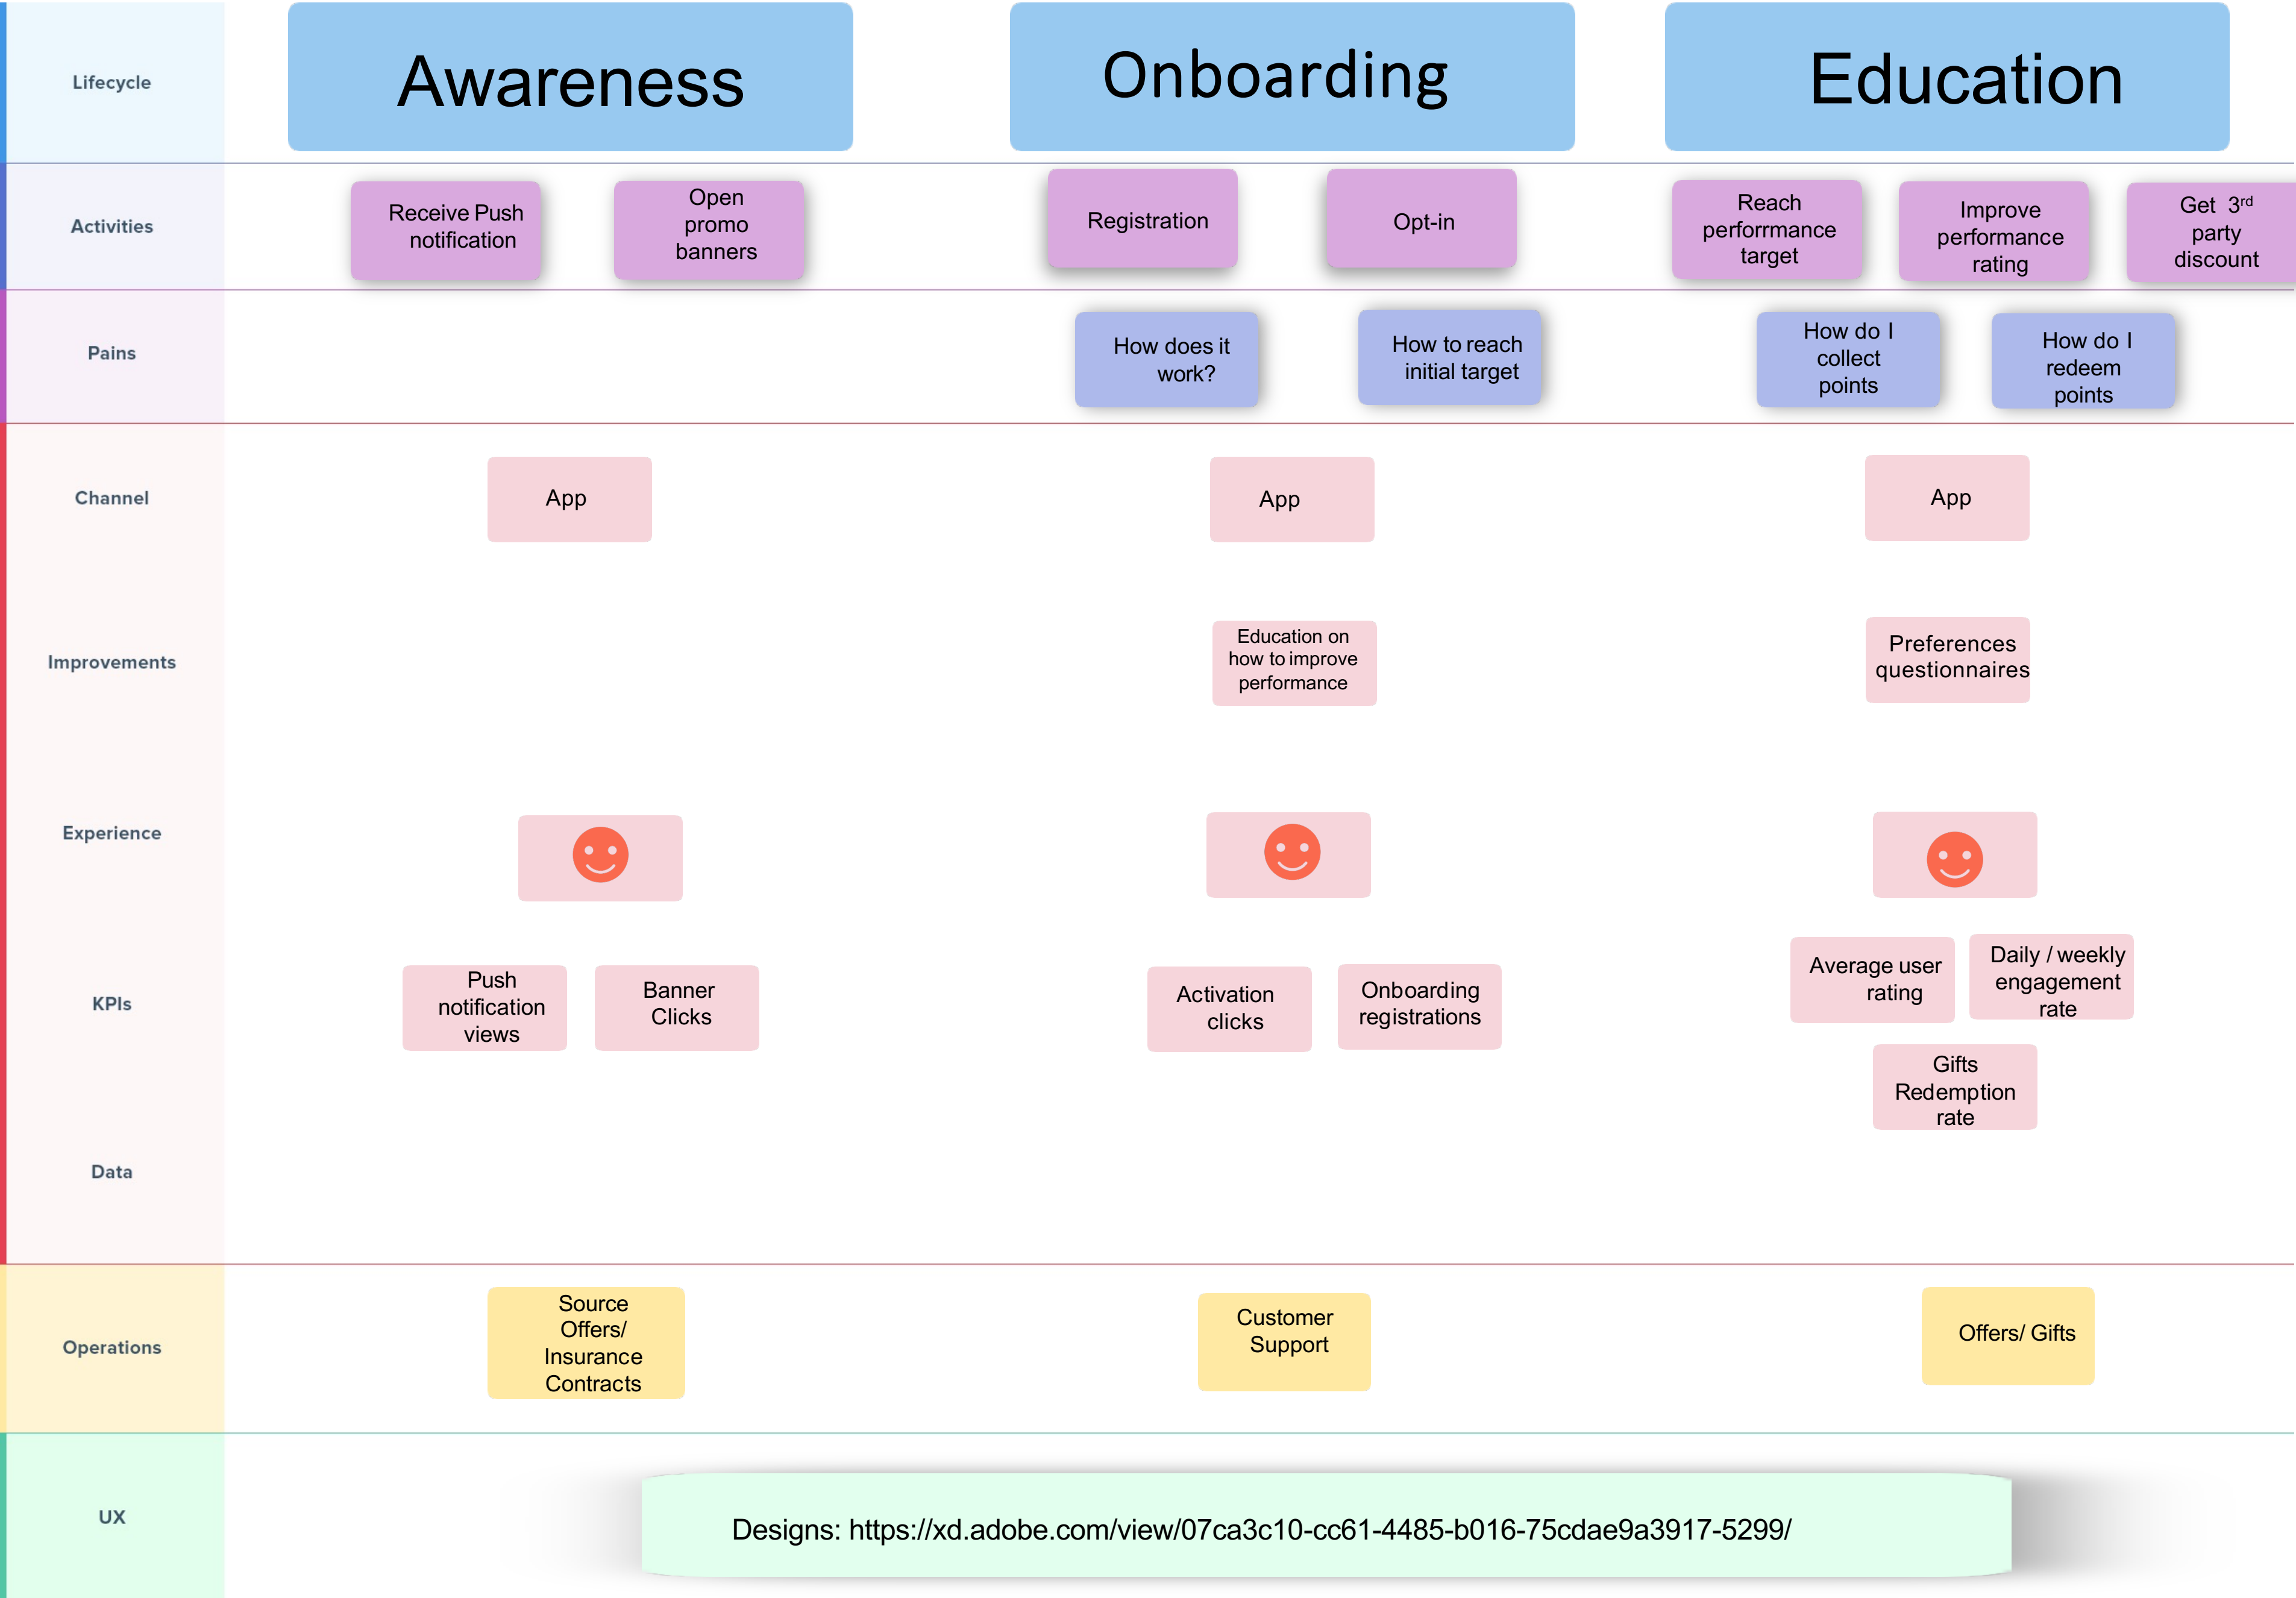 Lifecycle
Awareness
Onboarding
Education
Activities
Receive Push
notification
Open
promo
banners
Registration
Opt-in
Reach
perforrmance
target
Improve
performance
rating
Get 3rd
party
discount
Pains
How does it
work?
How to reach
initial target
How do I
collect
points
How do I
redeem
points
Channel
App
App
App
Improvements
Education on
how to improve
performance
Preferences
questionnaires
Experience
KPIs
Push
notification
views
Banner
Clicks
Activation
clicks
Onboarding
registrations
Average user
rating
Daily / weekly
engagement
rate
Gifts
Redemption
rate
Data
Operations
Source
Offers/
Insurance
Contracts
Customer
Support
Offers/ Gifts
UX
Designs: https://xd.adobe.com/view/07ca3c10-cc61-4485-b016-75cdae9a3917-5299/